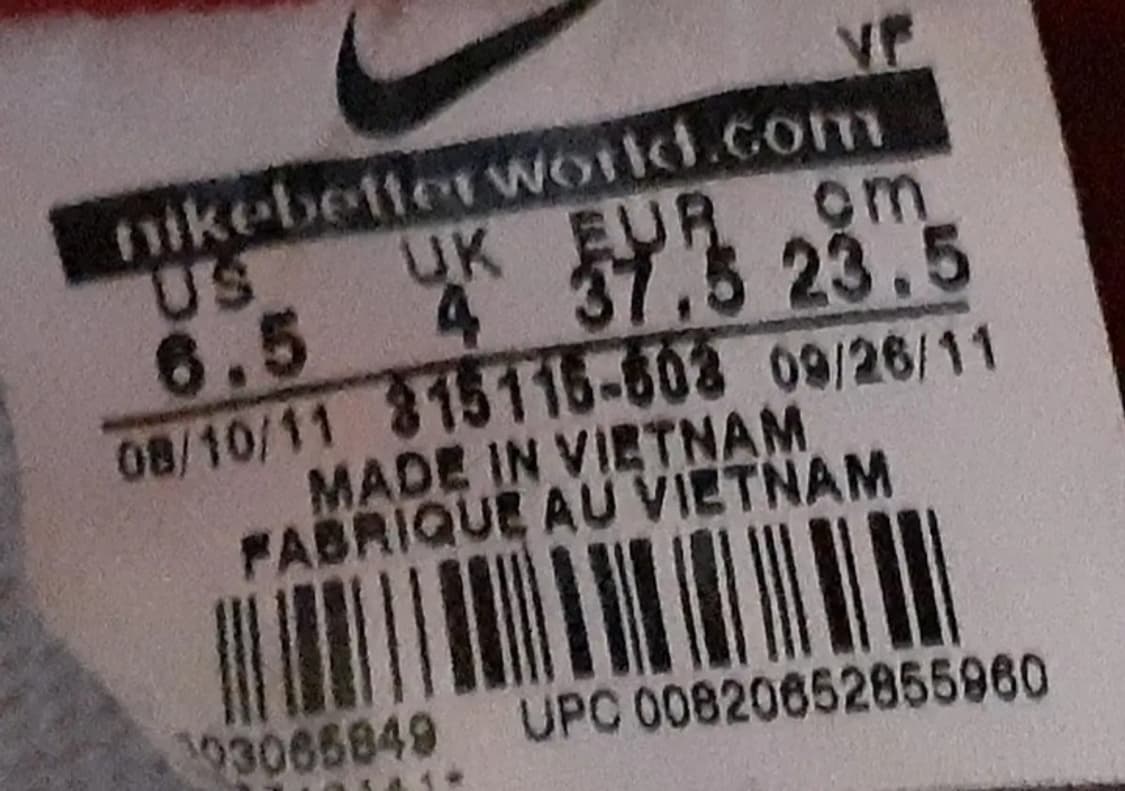 VF
nikebetterworld.com
US UK EUR cm
6.5 4 37.5 23.5
08/10/11 315115-603 09/26/11
MADE IN VIETNAM
FABRIQUE AU VIETNAM
03065849 UPC 00820652855960